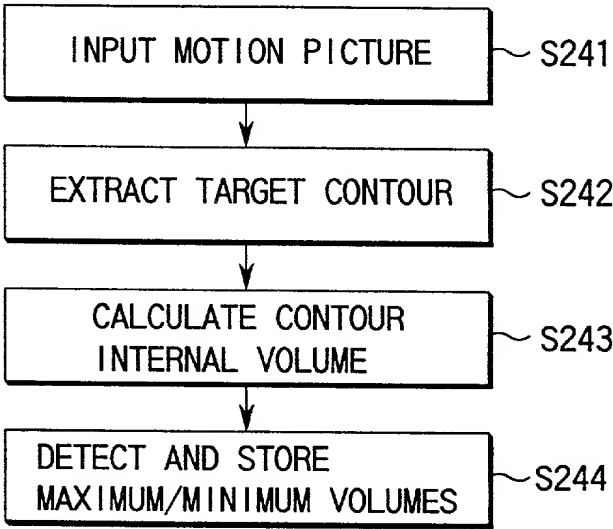 INPUT MOTION PICTURE
S241
EXTRACT TARGET CONTOUR
S242
CALCULATE CONTOUR
INTERNAL VOLUME
S243
DETECT AND STORE
MAXIMUM/MINIMUM VOLUMES
S244